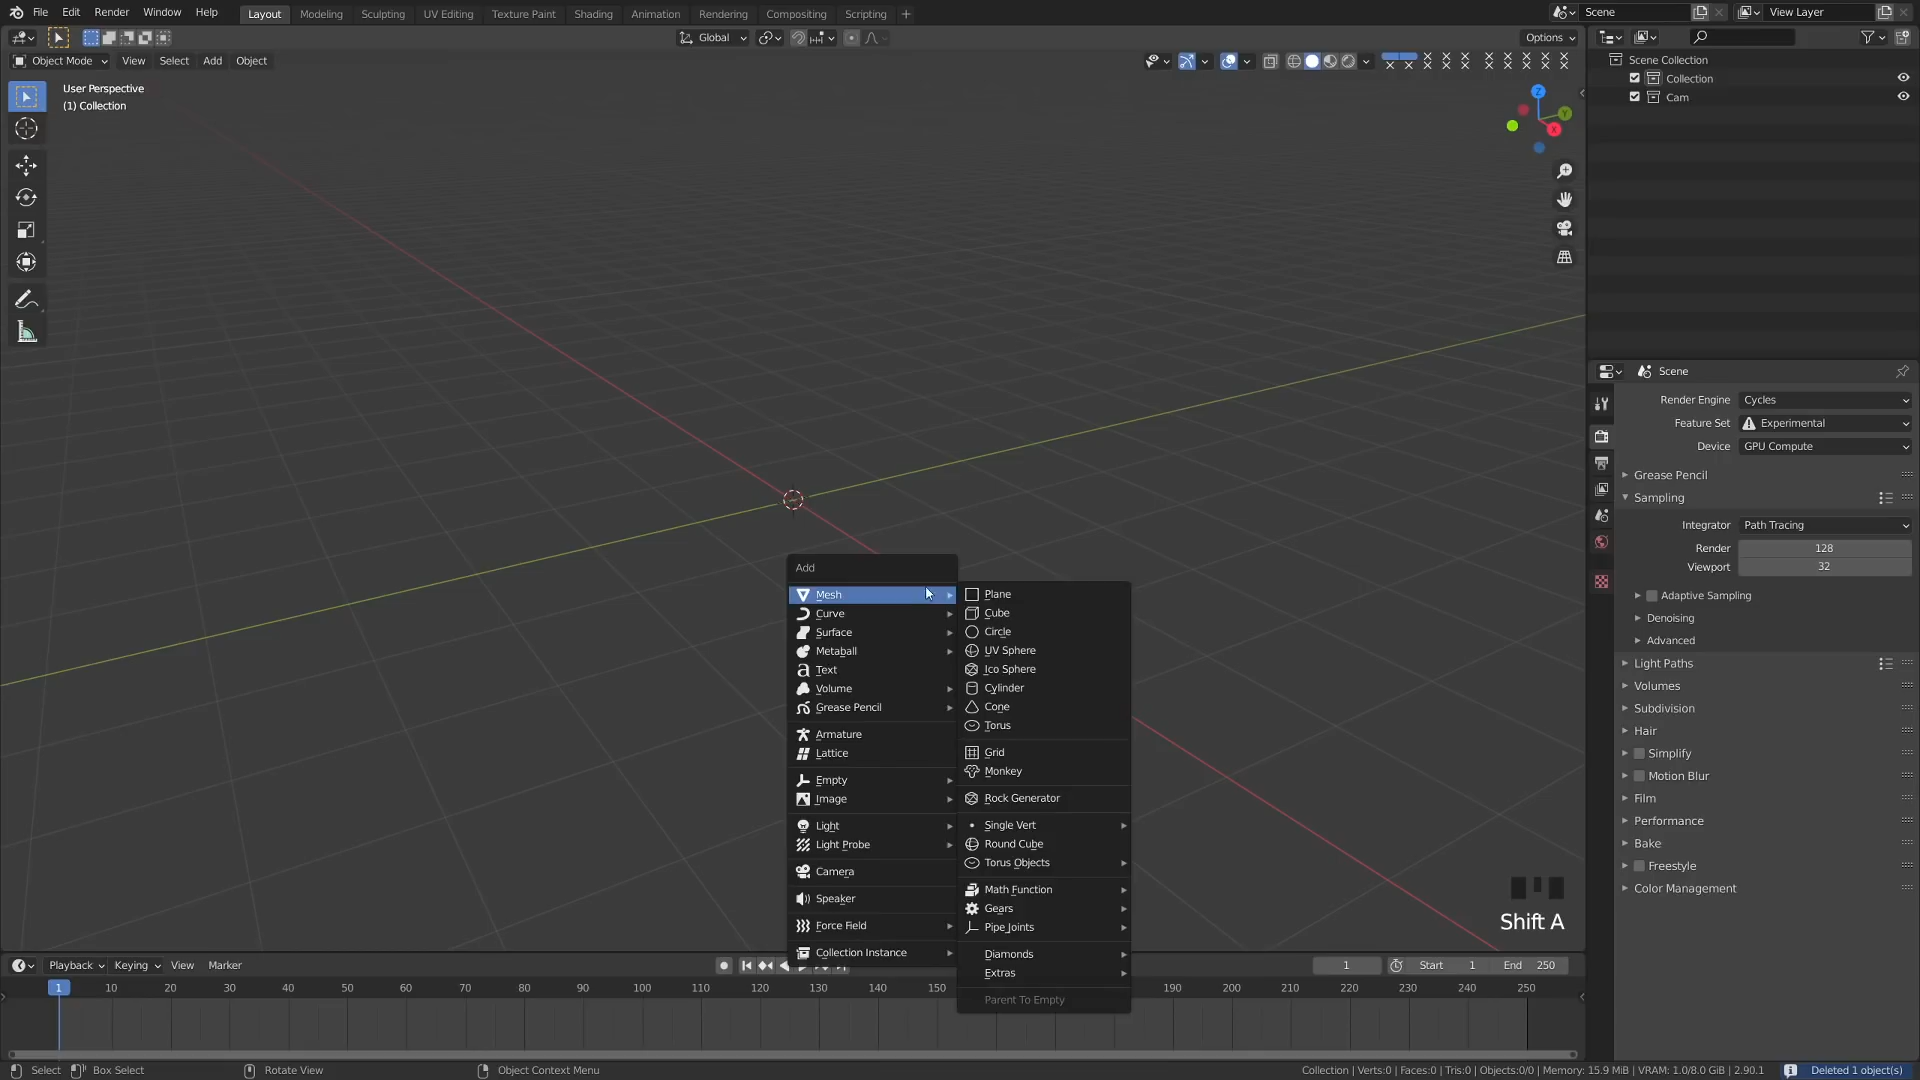 File Edit Render Window Help Layout Modeling Sculpting UV Editing Texture Paint Shading Animation Rendering Compositing Scripting + Scene View Layer
Global Options
Object Mode View Select Add Object
User Perspective
(1) Collection
Z
Y
X
Scene Collection
Collection
Cam
Scene
Render Engine Cycles
Feature Set Experimental
Device GPU Compute
Grease Pencil
Sampling
Integrator Path Tracing
Render 128
Viewport 32
Adaptive Sampling
Denoising
Advanced
Light Paths
Volumes
Subdivision
Hair
Simplify
Motion Blur
Film
Performance
Bake
Freestyle
Color Management
Add
Mesh
Curve
Surface
Metaball
Text
Volume
Grease Pencil
Armature
Lattice
Empty
Image
Light
Light Probe
Camera
Speaker
Force Field
Collection Instance
Plane
Cube
Circle
UV Sphere
Ico Sphere
Cylinder
Cone
Torus
Grid
Monkey
Rock Generator
Single Vert
Round Cube
Torus Objects
Math Function
Gears
Pipe Joints
Diamonds
Extras
Parent To Empty
Shift A
Playback Keying View Marker 1 Start 1 End 250
1 10 20 30 40 50 60 70 80 90 100 110 120 130 140 150 190 200 210 220 230 240 250
Select Box Select Rotate View Object Context Menu Collection | Verts:0 | Faces:0 | Tris:0 | Objects:0/0 | Memory: 15.9 MiB | VRAM: 1.0/8.0 GiB | 2.90.1 Deleted 1 object(s)